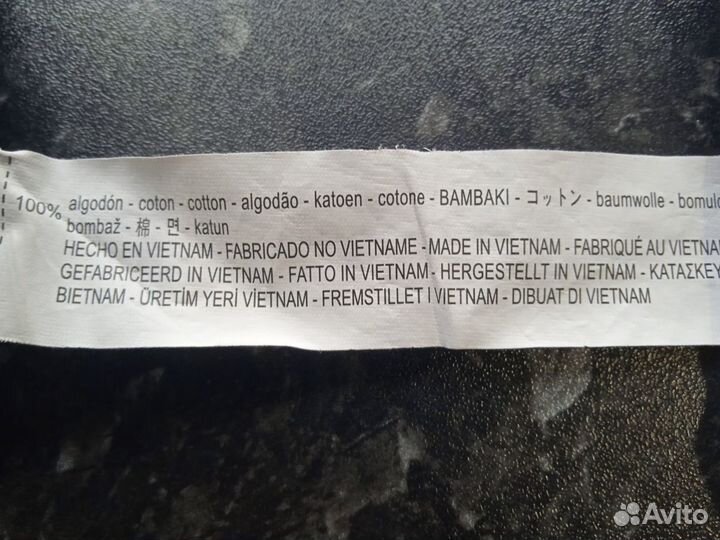 100% algodón - coton - cotton - algodão - katoen - cotone - BAMBAKI - コットン - baumwolle - bomuld
bombaž - 棉 - 면 - katun
HECHO EN VIETNAM - FABRICADO NO VIETNAME - MADE IN VIETNAM - FABRIQUÉ AU VIETNA
GEFABRICEERD IN VIETNAM - FATTO IN VIETNAM - HERGESTELLT IN VIETNAM - ΚΑΤΑΣΚΕΥ
ΒΙΕΤΝΑΜ - ÜRETİM YERİ VİETNAM - FREMSTILLET I VIETNAM - DIBUAT DI VIETNAM
Avito